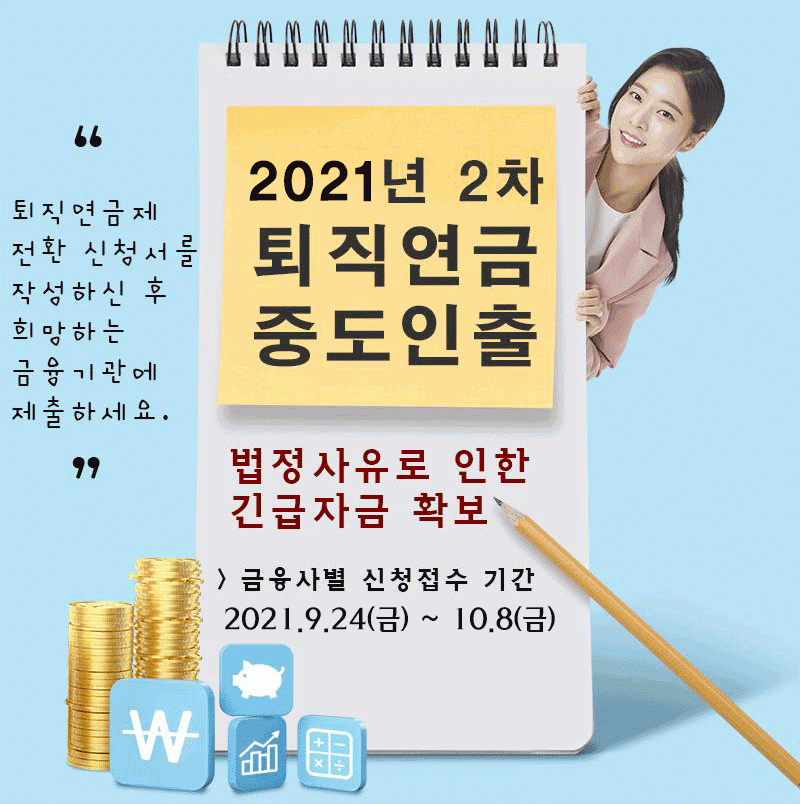 ❝
퇴직연금제
전환 신청서를
작성하신 후
희망하는
금융기관에
제출하세요.
❞
2021년 2차
퇴직연금
중도인출
법정사유로 인한
긴급자금 확보
> 금융사별 신청접수 기간
2021.9.24(금) ~ 10.8(금)
₩